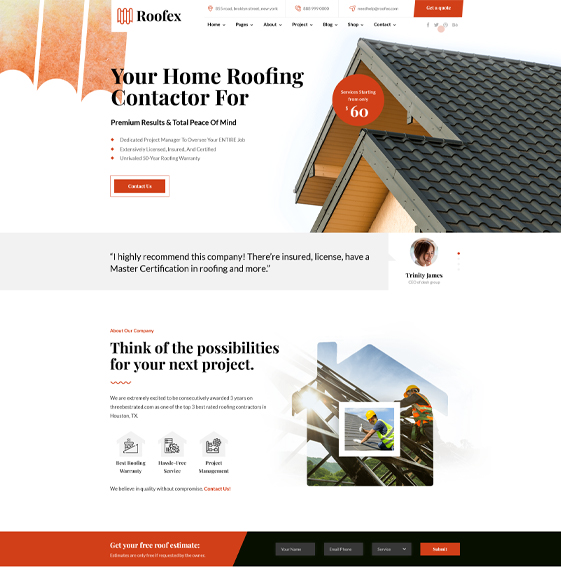 Roofex
888-999-0000
needhelp@roofex.com
Get a quote
Home
Pages
About
Project
Blog
Shop
Contact
Your Home Roofing
Contactor For
Premium Results & Total Peace Of Mind
Dedicated Project Manager To Oversee Your ENTIRE Job
Extensively Licensed, Insured, And Certified
Unrivaled 50-Year Roofing Warranty
Contact Us
Services Starting
from only
$ 60
“I highly recommend this company! There’re insured, license, have a
Master Certification in roofing and more.”
Trinity James
About Our Company
Think of the possibilities
for your next project.
We are extremely excited to be consecutively awarded 3 years on
threebestrated.com as one of the top 3 best rated roofing contractors in
Houston, TX.
Best Roofing
Warranty
Hassle-Free
Service
Project
Management
We believe in quality without compromise. Contact Us!
Get your free roof estimate:
Estimates are only free if requested by the owner.
Your Name
Email/Phone
Service
Submit